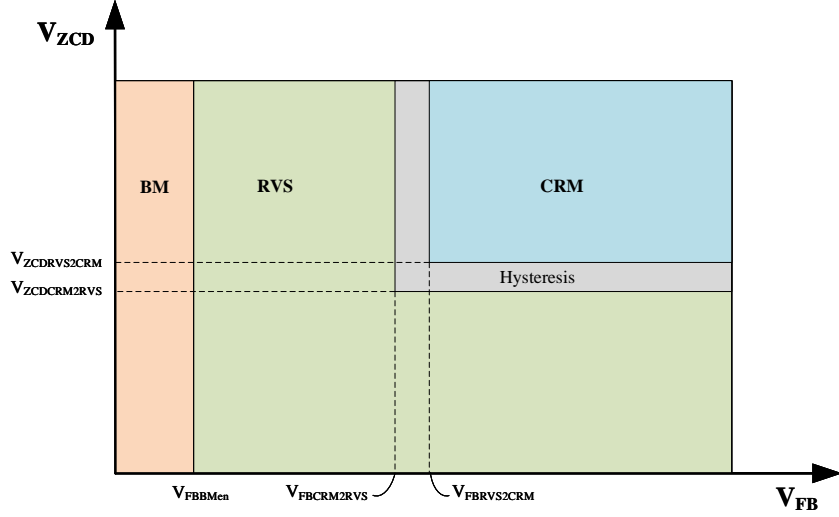 VZCD
BM
RVS
CRM
VZCDRVS2CRM
Hysteresis
VZCDCRM2RVS
VFBBMen
VFBCRM2RVS
VFBRVS2CRM
VFB